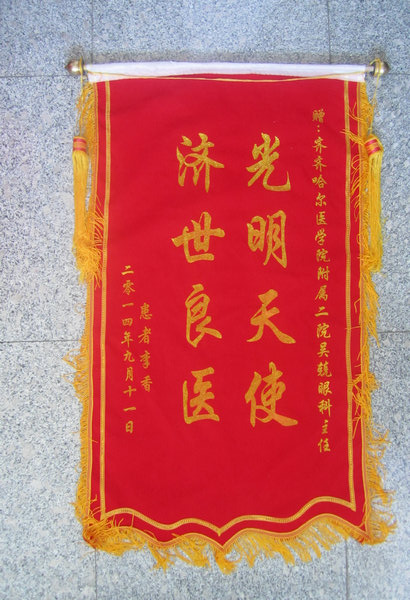 赠：齐齐哈尔医学院附属二院吴兢眼科主任
光明天使
济世良医
患者李香
二零一四年九月十一日